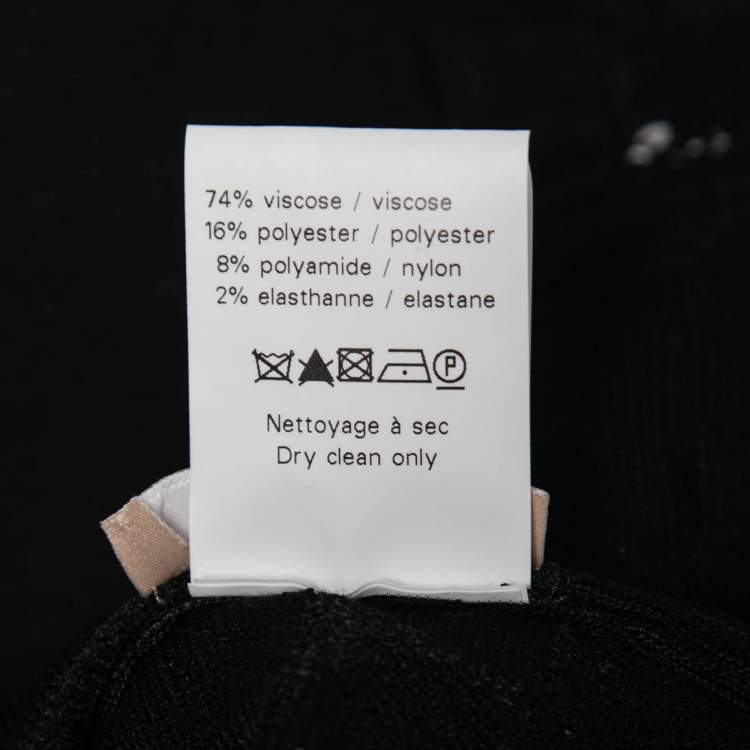 74% viscose / viscose
16% polyester / polyester
8% polyamide / nylon
2% elasthanne / elastane
P
Nettoyage à sec
Dry clean only